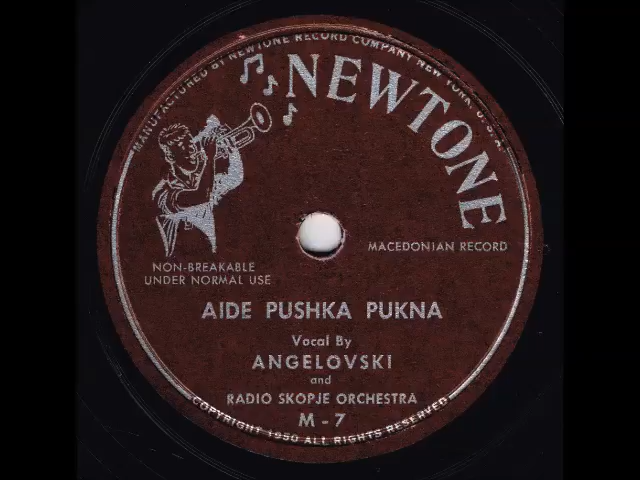 MANUFACTURED BY NEWTONE RECORD COMPANY NEW YORK, U.S.A.
NEWTONE
MACEDONIAN RECORD
NON-BREAKABLE
UNDER NORMAL USE
AIDE PUSHKA PUKNA
Vocal By
ANGELOVSKI
and
RADIO SKOPJE ORCHESTRA
M-7
COPYRIGHT 1950 ALL RIGHTS RESERVED